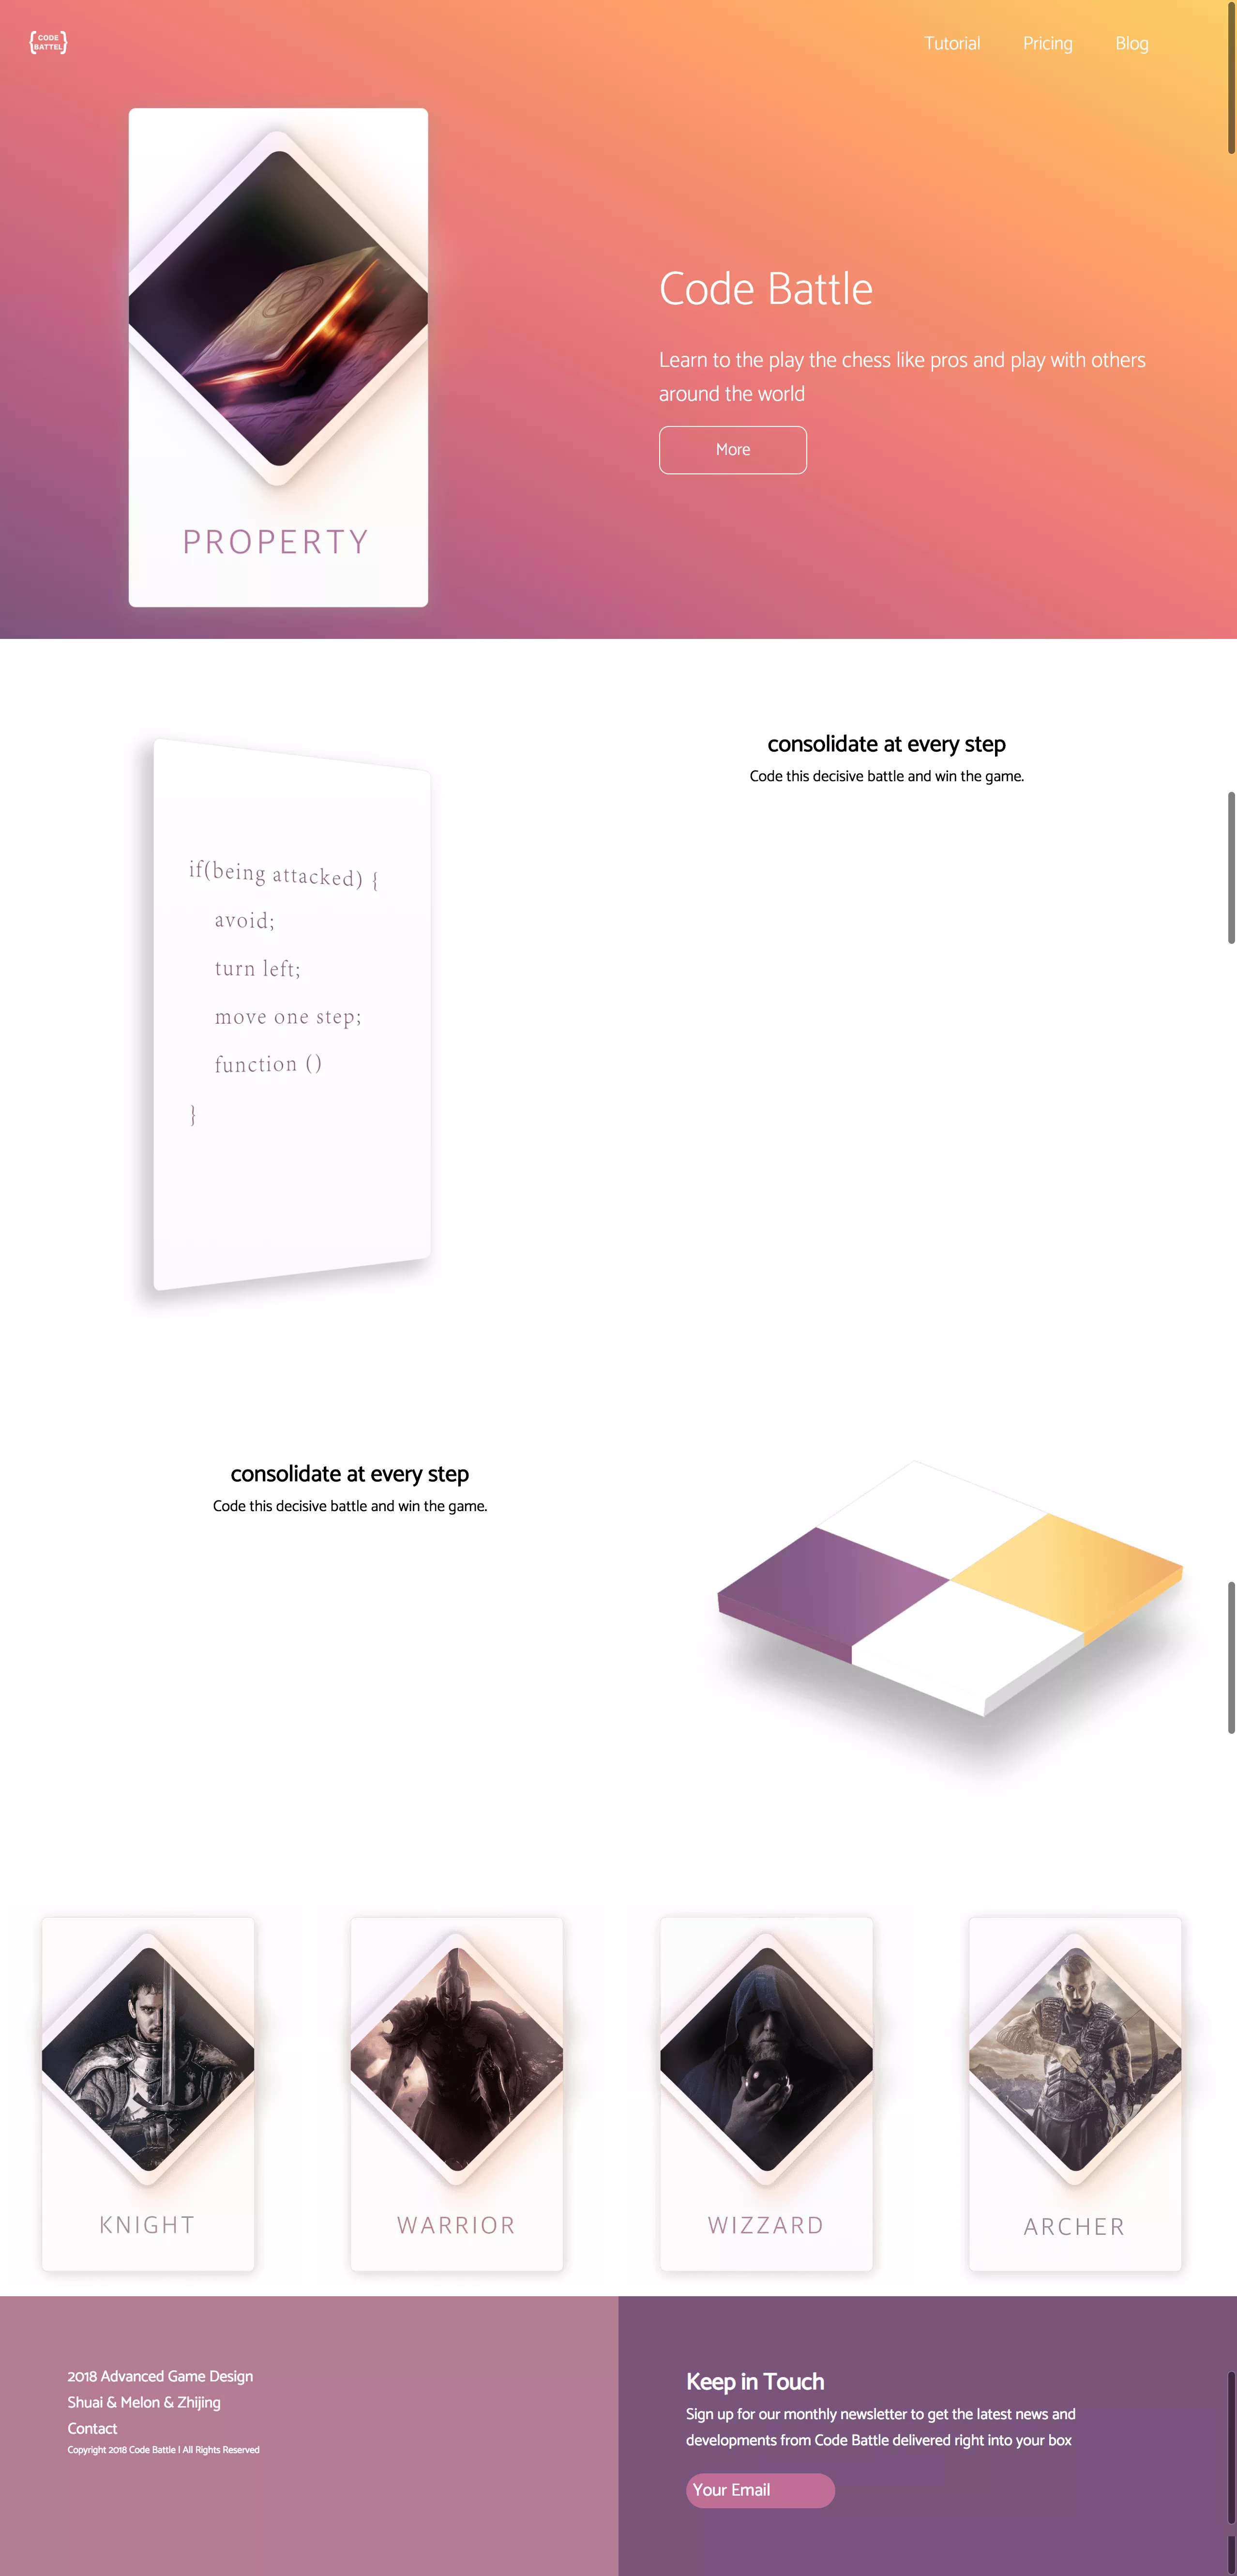 {CODE
BATTEL}
Tutorial Pricing Blog
PROPERTY
Code Battle
Learn to the play the chess like pros and play with others
around the world
More
if(being attacked) {
avoid;
turn left;
move one step;
function ()
}
consolidate at every step
Code this decisive battle and win the game.
consolidate at every step
Code this decisive battle and win the game.
KNIGHT
WARRIOR
WIZZARD
ARCHER
2018 Advanced Game Design
Shuai & Melon & Zhijing
Contact
Copyright 2018 Code Battle | All Rights Reserved
Keep in Touch
Sign up for our monthly newsletter to get the latest news and
developments from Code Battle delivered right into your box
Your Email